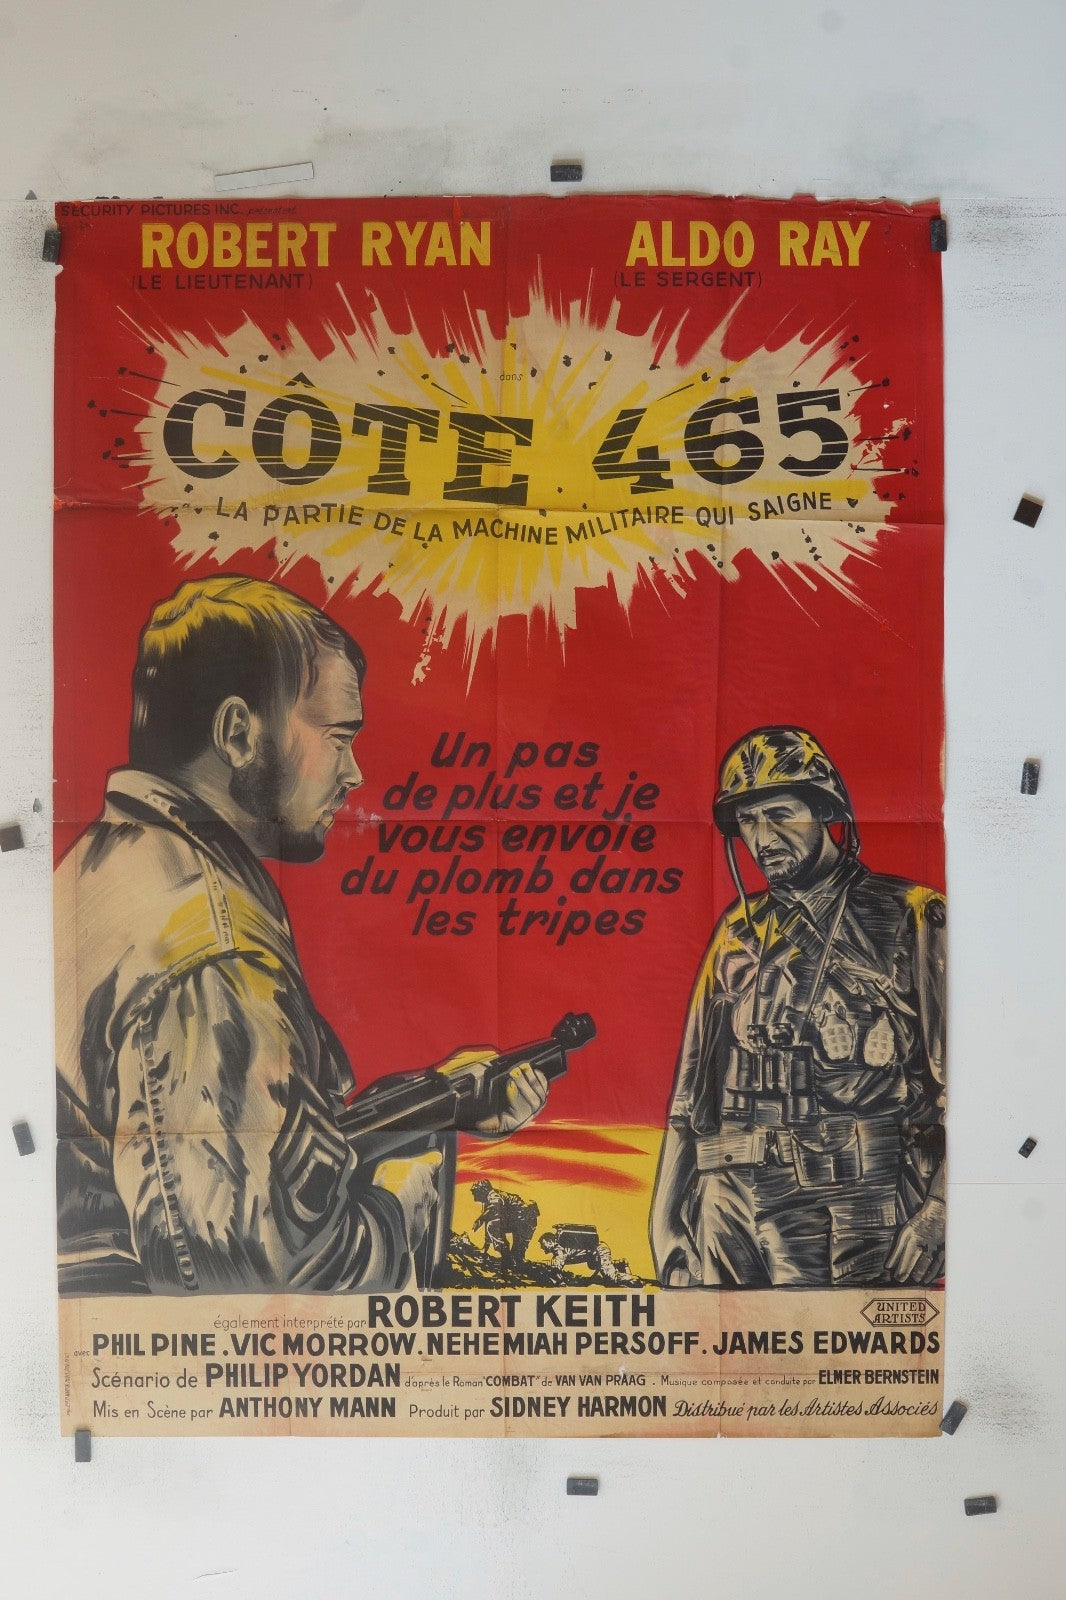 SECURITY PICTURES INC. présentent
ROBERT RYAN
ALDO RAY
(LE LIEUTENANT)
(LE SERGENT)
dans
CÔTE 465
LA PARTIE DE LA MACHINE MILITAIRE QUI SAIGNE
Un pas
de plus et je
vous envoie
du plomb dans
les tripes
également interprété par ROBERT KEITH
UNITED
ARTISTS
avec PHIL PINE. VIC MORROW. NEHEMIAH PERSOFF. JAMES EDWARDS
Scénario de PHILIP YORDAN d'après le Roman "COMBAT" de VAN VAN PRAAG. Musique composée et conduite par ELMER BERNSTEIN
Mis en Scène par ANTHONY MANN Produit par SIDNEY HARMON Distribué par les Artistes Associés